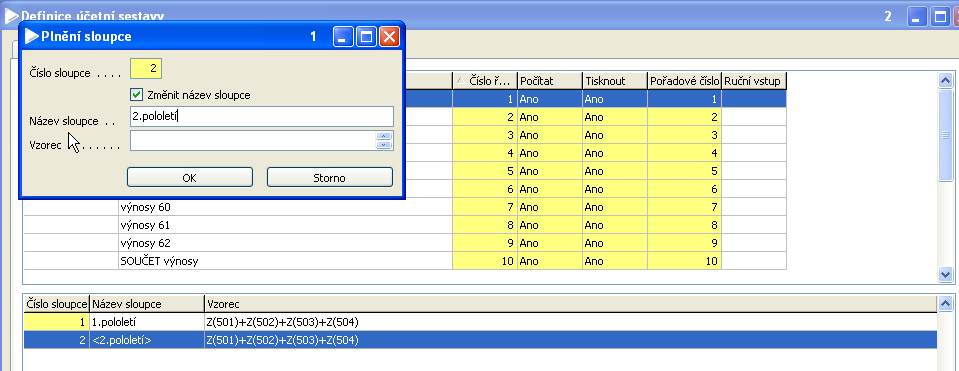 Definice účetní sestavy 2
Plnění sloupce 1
Číslo sloupce . . . . 2
Změnit název sloupce
Název sloupce . . 2.pololetí
Vzorec . . . . . .
OK Storno
Číslo ř... Počítat Tisknout Pořadové číslo Ruční vstup
1 Ano Ano 1
2 Ano Ano 2
3 Ano Ano 3
4 Ano Ano 4
5 Ano Ano 5
6 Ano Ano 6
výnosy 60 7 Ano Ano 7
výnosy 61 8 Ano Ano 8
výnosy 62 9 Ano Ano 9
SOUČET výnosy 10 Ano Ano 10
Číslo sloupce Název sloupce Vzorec
1 1.pololetí Z(501)+Z(502)+Z(503)+Z(504)
2 <2.pololetí> Z(501)+Z(502)+Z(503)+Z(504)